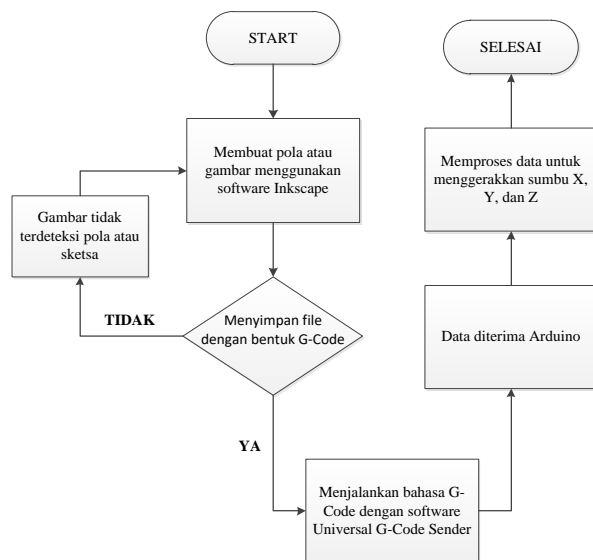 START
Membuat pola atau
gambar menggunakan
software Inkscape
Gambar tidak
terdeteksi pola atau
sketsa
TIDAK
Menyimpan file
dengan bentuk G-Code
YA
Menjalankan bahasa G-
Code dengan software
Universal G-Code Sender
Data diterima Arduino
Memproses data untuk
menggerakkan sumbu X,
Y, dan Z
SELESAI